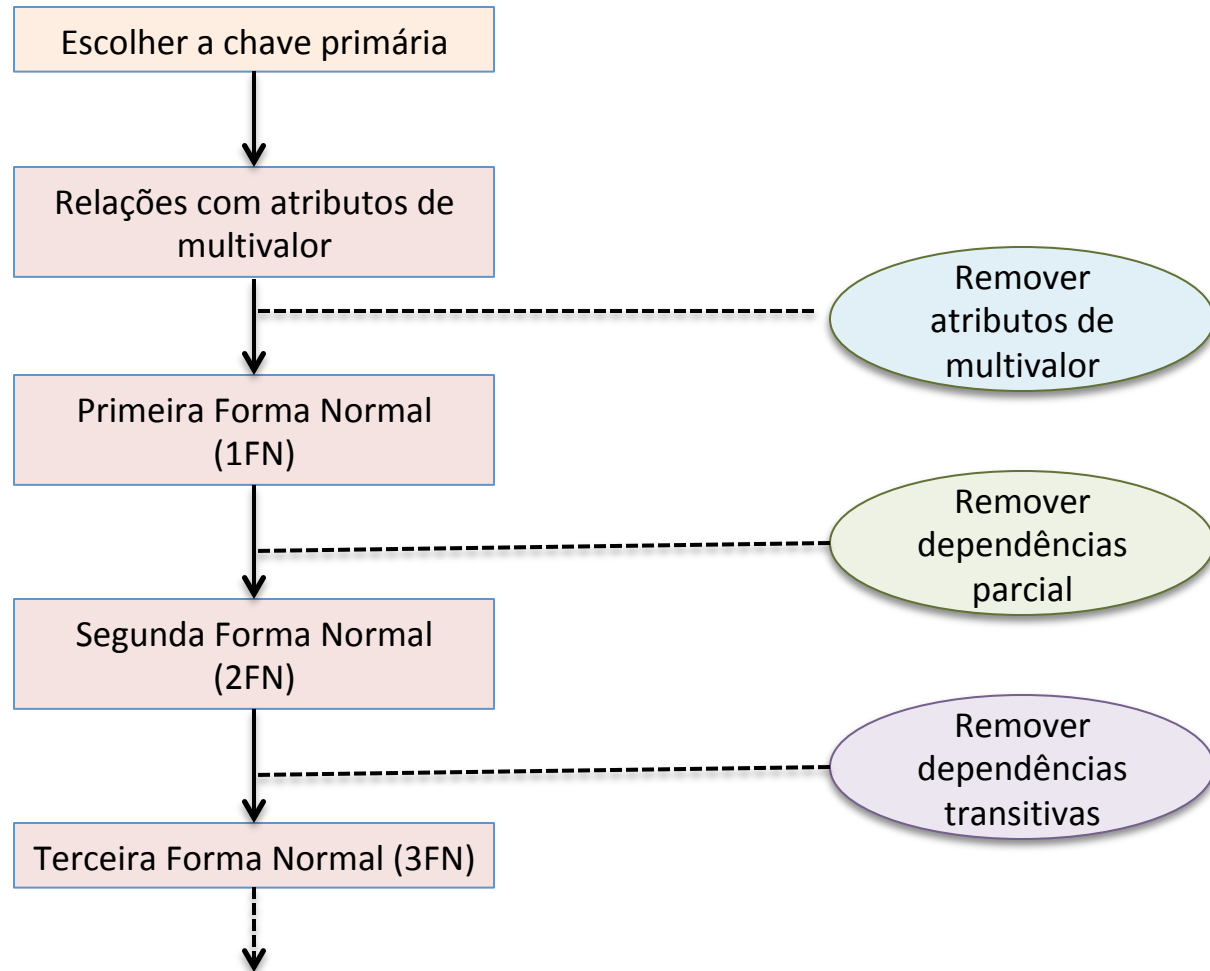 Escolher a chave primária
Relações com atributos de
multivalor
Remover
atributos de
multivalor
Primeira Forma Normal
(1FN)
Remover
dependências
parcial
Segunda Forma Normal
(2FN)
Remover
dependências
transitivas
Terceira Forma Normal (3FN)